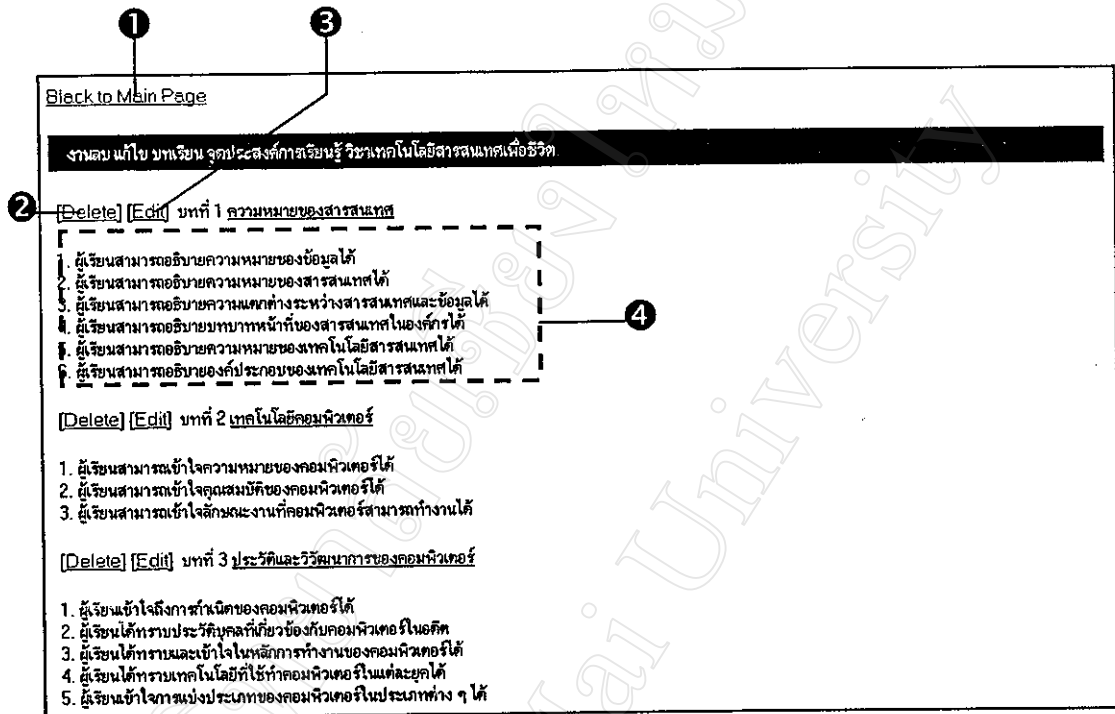 ❶ ❸
Back to Main Page
งานลบ แก้ไข บทเรียน จุดประสงค์การเรียนรู้ วิชาเทคโนโลยีสารสนเทศเพื่อชีวิต
❷ [Delete] [Edit] บทที่ 1 ความหมายของสารสนเทศ
1. ผู้เรียนสามารถอธิบายความหมายของข้อมูลได้
2. ผู้เรียนสามารถอธิบายความหมายของสารสนเทศได้
3. ผู้เรียนสามารถอธิบายความแตกต่างระหว่างสารสนเทศและข้อมูลได้
4. ผู้เรียนสามารถอธิบายบทบาทหน้าที่ของสารสนเทศในองค์กรได้
❹
5. ผู้เรียนสามารถอธิบายความหมายของเทคโนโลยีสารสนเทศได้
6. ผู้เรียนสามารถอธิบายองค์ประกอบของเทคโนโลยีสารสนเทศได้
[Delete] [Edit] บทที่ 2 เทคโนโลยีคอมพิวเตอร์
1. ผู้เรียนสามารถเข้าใจความหมายของคอมพิวเตอร์ได้
2. ผู้เรียนสามารถเข้าใจคุณสมบัติของคอมพิวเตอร์ได้
3. ผู้เรียนสามารถเข้าใจลักษณะงานที่คอมพิวเตอร์สามารถทำงานได้
[Delete] [Edit] บทที่ 3 ประวัติและวิวัฒนาการของคอมพิวเตอร์
1. ผู้เรียนเข้าใจถึงการกำเนิดของคอมพิวเตอร์ได้
2. ผู้เรียนได้ทราบประวัติบุคลที่เกี่ยวข้องกับคอมพิวเตอร์ในอดีต
3. ผู้เรียนได้ทราบและเข้าใจในหลักการทำงานของคอมพิวเตอร์ได้
4. ผู้เรียนได้ทราบเทคโนโลยีที่ใช้ทำคอมพิวเตอร์ในแต่ละยุคได้
5. ผู้เรียนเข้าใจการแบ่งประเภทของคอมพิวเตอร์ในประเภทต่าง ๆ ได้